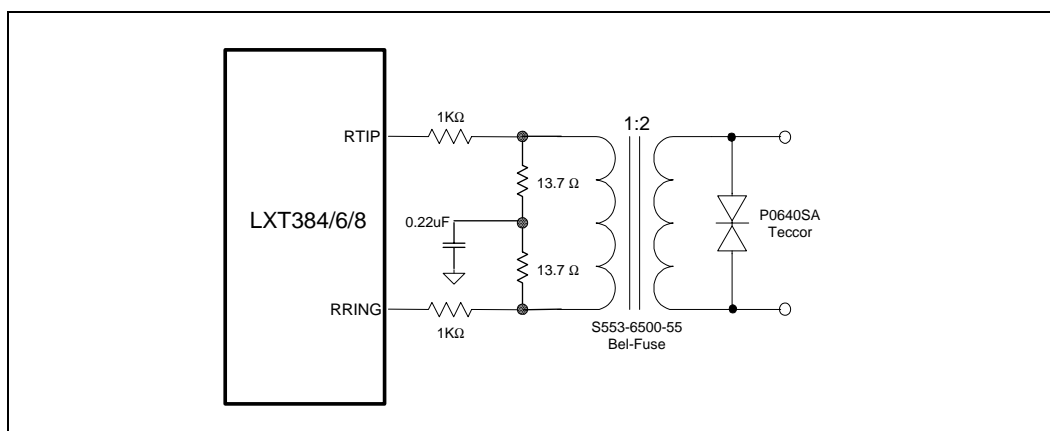 1KΩ
1:2
RTIP
13.7 Ω
0.22uF
P0640SA
Teccor
LXT384/6/8
13.7 Ω
RRING
1KΩ
S553-6500-55
Bel-Fuse